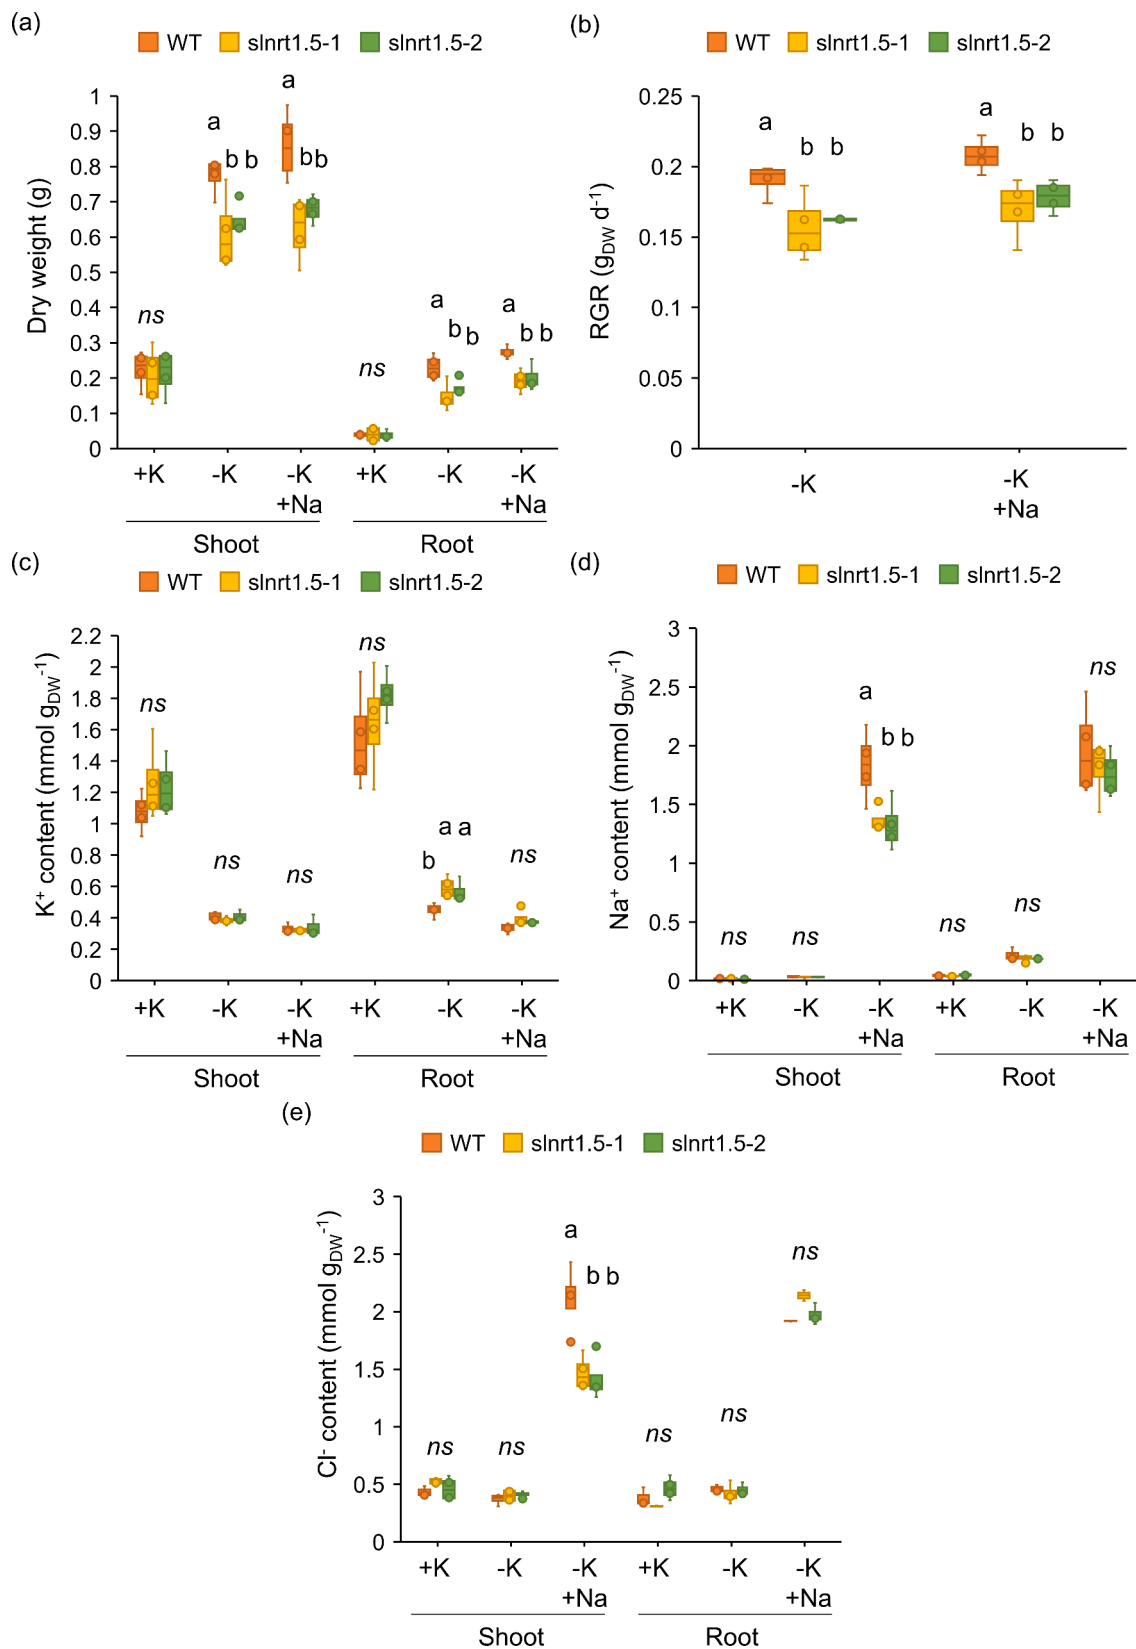 (a)
WT slnrt1.5-1 slnrt1.5-2
Dry weight (g)
1
0.9
0.8
0.7
0.6
0.5
0.4
0.3
0.2
0.1
0
ns
a
b b
a
b b
ns
a
b b
a
b b
+K -K -K +K -K -K
+Na +Na
Shoot Root
(b)
WT slnrt1.5-1 slnrt1.5-2
RGR (gDW d-1)
0.25
0.2
0.15
0.1
0.05
0
a b b
a b b
-K -K
+Na
(c)
WT slnrt1.5-1 slnrt1.5-2
K+ content (mmol gDW-1)
2.2
2
1.8
1.6
1.4
1.2
1
0.8
0.6
0.4
0.2
0
ns
ns
ns
ns
b a a
ns
+K -K -K +K -K -K
+Na +Na
Shoot Root
(d)
WT slnrt1.5-1 slnrt1.5-2
Na+ content (mmol gDW-1)
3
2.5
2
1.5
1
0.5
0
ns
ns
a
b b
ns
ns
ns
+K -K -K +K -K -K
+Na +Na
Shoot Root
(e)
WT slnrt1.5-1 slnrt1.5-2
Cl- content (mmol gDW-1)
3
2.5
2
1.5
1
0.5
0
ns
ns
a
b b
ns
ns
ns
+K -K -K +K -K -K
+Na +Na
Shoot Root